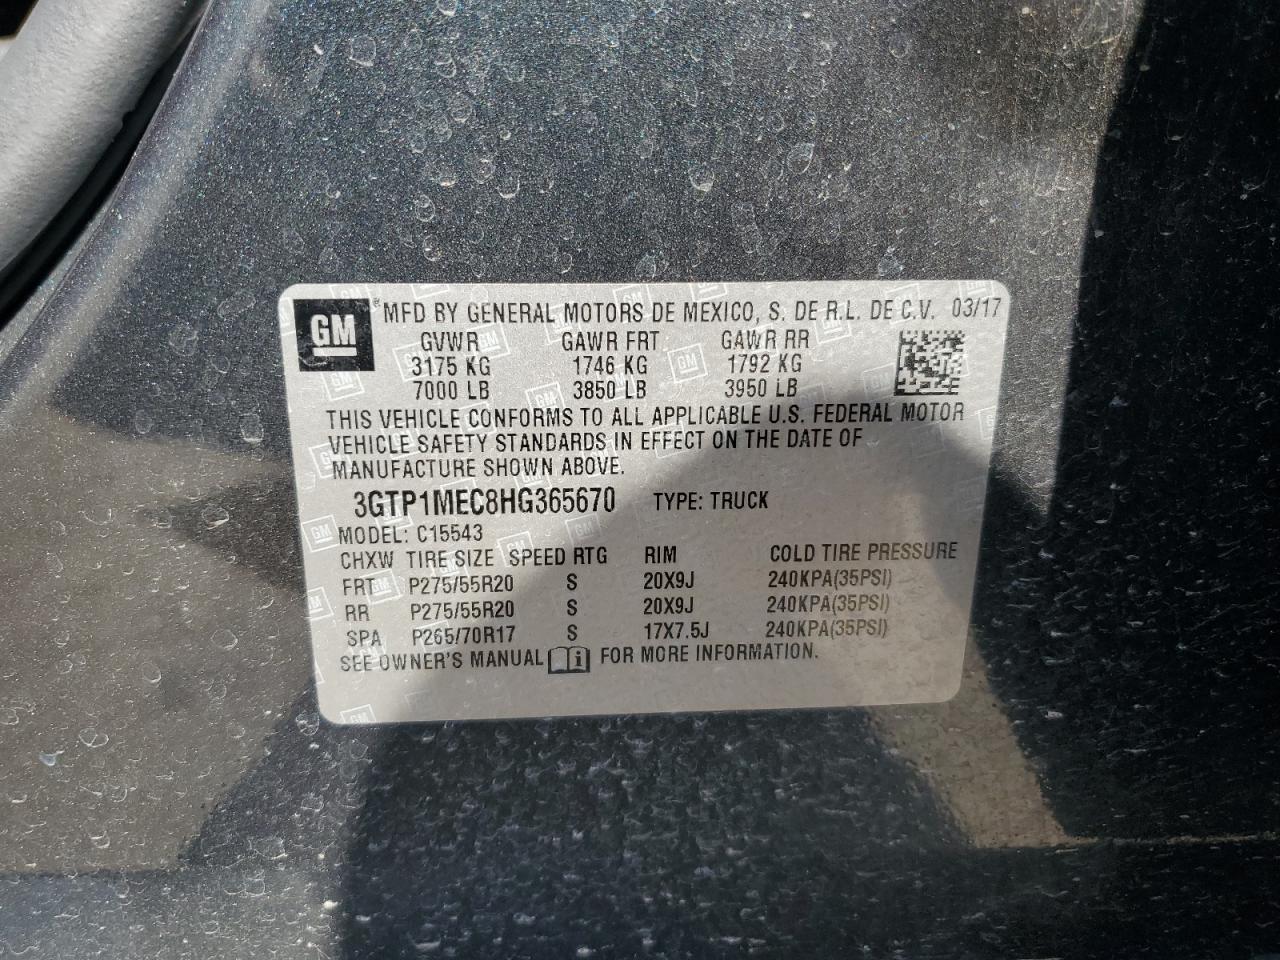 GM ® MFD BY GENERAL MOTORS DE MEXICO, S. DE R.L. DE C.V. 03/17
GVWR GAWR FRT GAWR RR
3175 KG 1746 KG 1792 KG
7000 LB 3850 LB 3950 LB
THIS VEHICLE CONFORMS TO ALL APPLICABLE U.S. FEDERAL MOTOR
VEHICLE SAFETY STANDARDS IN EFFECT ON THE DATE OF
MANUFACTURE SHOWN ABOVE.
3GTP1MEC8HG365670 TYPE: TRUCK
MODEL: C15543
CHXW TIRE SIZE SPEED RTG RIM COLD TIRE PRESSURE
FRT P275/55R20 S 20X9J 240KPA(35PSI)
RR P275/55R20 S 20X9J 240KPA(35PSI)
SPA P265/70R17 S 17X7.5J 240KPA(35PSI)
SEE OWNER'S MANUAL i FOR MORE INFORMATION.